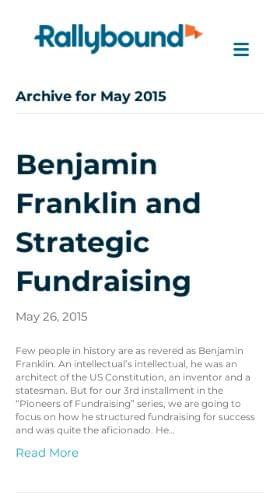 Rallybound
Archive for May 2015
Benjamin
Franklin and
Strategic
Fundraising
May 26, 2015
Few people in history are as revered as Benjamin
Franklin. An intellectual's intellectual, he was an
architect of the US Constitution, an inventor and a
statesman. But for our 3rd installment in the
"Pioneers of Fundraising" series, we are going to
focus on how he structured fundraising for success
and was quite the aficionado. He...
Read More